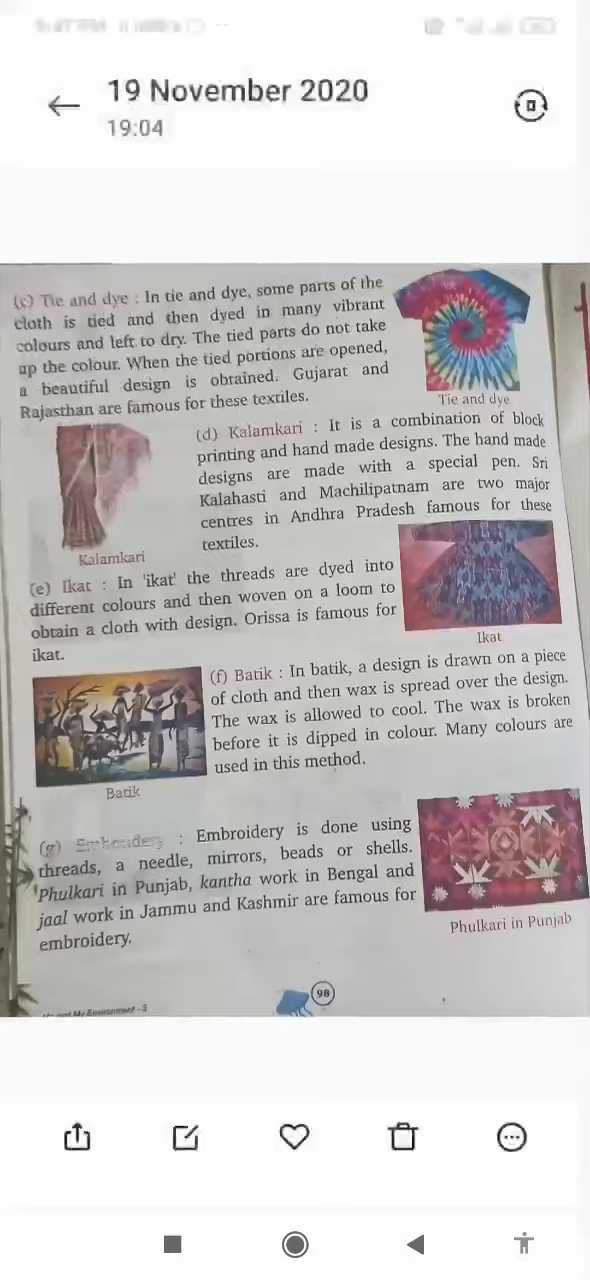 19 November 2020
19:04
(c) Tie and dye : In tie and dye, some parts of the
cloth is tied and then dyed in many vibrant
colours and left to dry. The tied parts do not take
up the colour. When the tied portions are opened,
a beautiful design is obtained. Gujarat and
Rajasthan are famous for these textiles.
Tie and dye
(d) Kalamkari : It is a combination of block
printing and hand made designs. The hand made
designs are made with a special pen. Sri
Kalahasti and Machilipatnam are two major
centres in Andhra Pradesh famous for these
textiles.
Kalamkari
(e) Ikat : In 'ikat' the threads are dyed into
different colours and then woven on a loom to
obtain a cloth with design. Orissa is famous for
ikat.
Ikat
(f) Batik : In batik, a design is drawn on a piece
of cloth and then wax is spread over the design.
The wax is allowed to cool. The wax is broken
before it is dipped in colour. Many colours are
used in this method.
Batik
(g) Embroidery : Embroidery is done using
threads, a needle, mirrors, beads or shells.
Phulkari in Punjab, kantha work in Bengal and
jaal work in Jammu and Kashmir are famous for
embroidery.
Phulkari in Punjab
98
and My Environment - 3